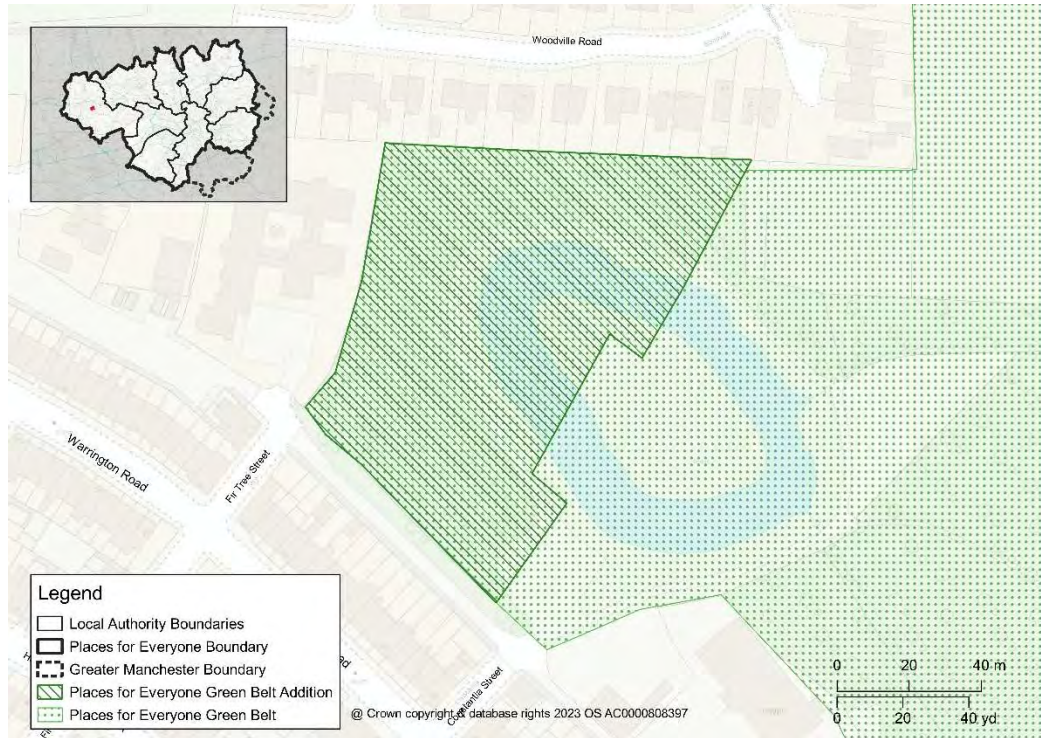 Woodville Road
Warrington Road
Fir Tree Street
Constantia Street
Legend
Local Authority Boundaries
Places for Everyone Boundary
Greater Manchester Boundary
Places for Everyone Green Belt Addition
Places for Everyone Green Belt
@ Crown copyright & database rights 2023 OS AC0000808397
0 20 40 m
0 20 40 yd